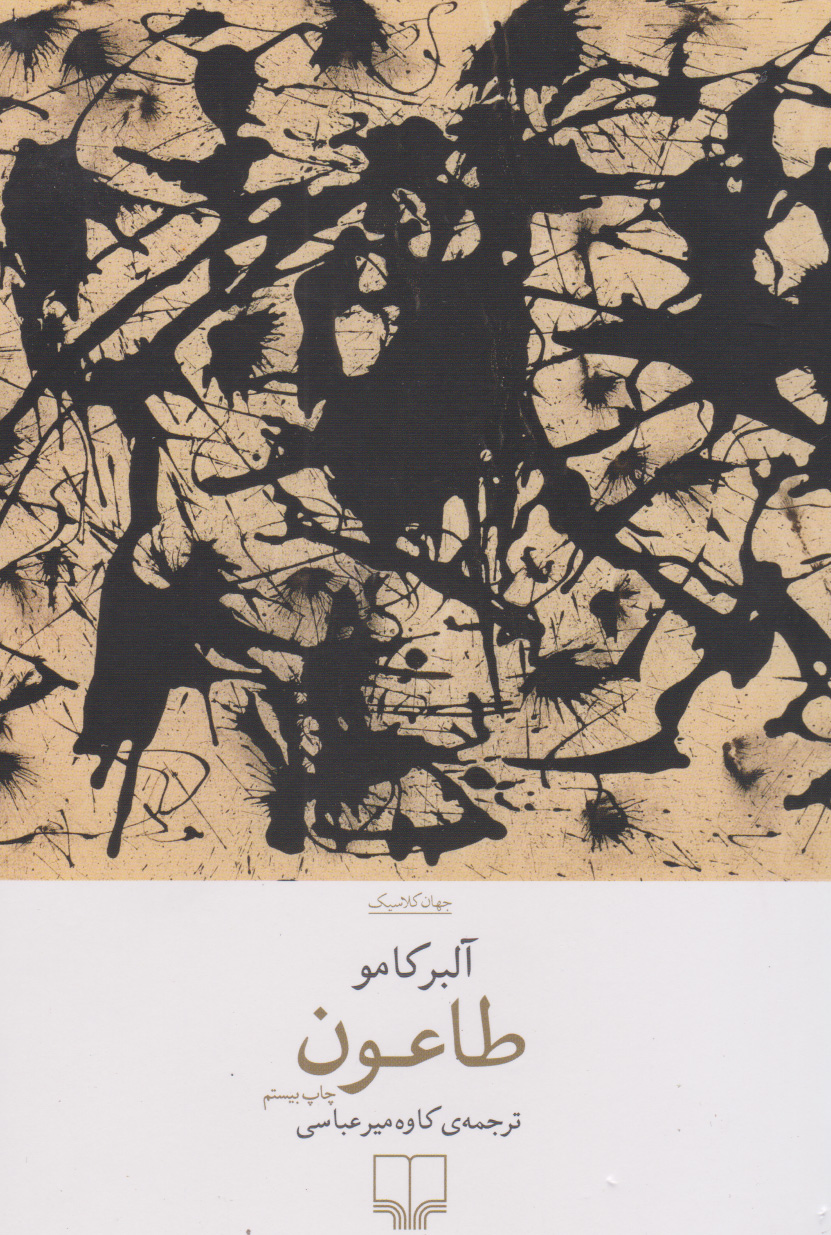 جهان کلاسیک
آلبر کامو
طاعون
چاپ بیستم
ترجمه‌ی کاوه میرعباسی